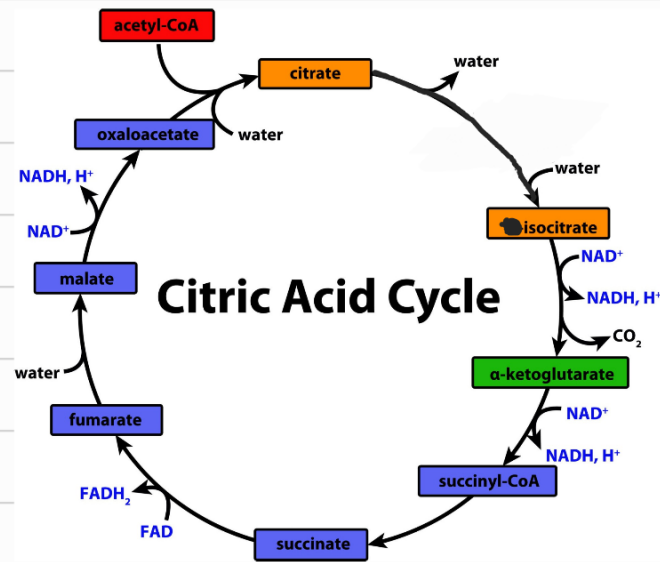 acetyl-CoA
citrate
water
oxaloacetate
water
water
NADH, H⁺
NAD⁺
isocitrate
NAD⁺
malate
Citric Acid Cycle
NADH, H⁺
CO₂
water
α-ketoglutarate
NAD⁺
fumarate
NADH, H⁺
succinyl-CoA
FADH₂
FAD
succinate